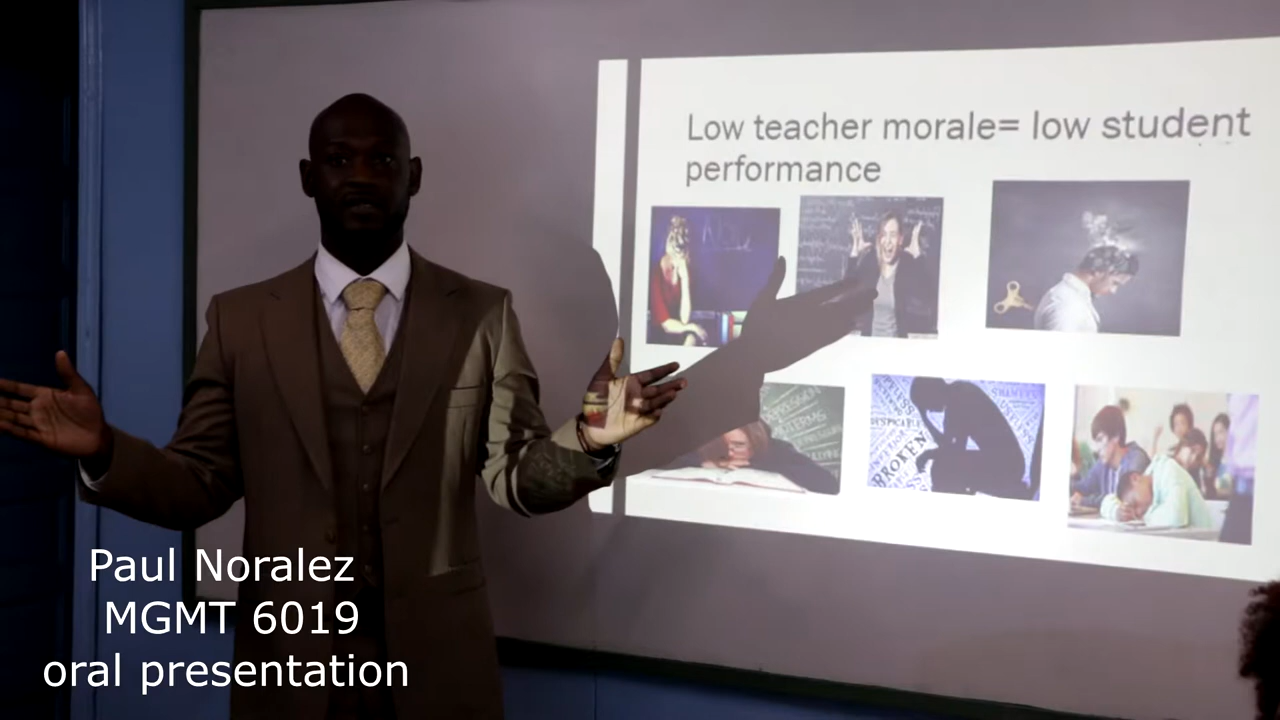 Low teacher morale= low student
performance
BROKEN
Paul Noralez
MGMT 6019
oral presentation